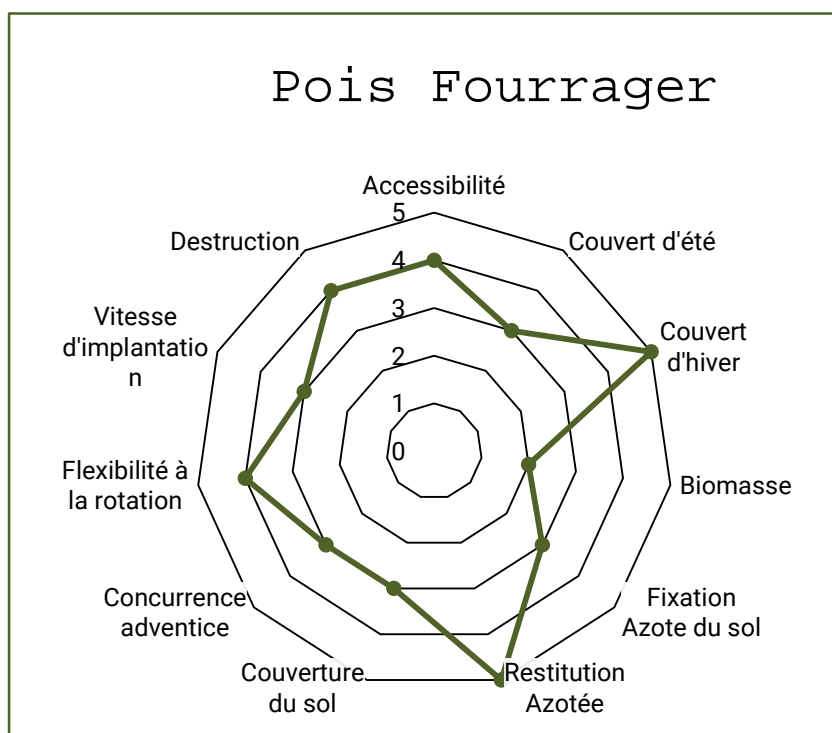 Pois Fourrager
Accessibilité
5
Destruction
Couvert d'été
4
Vitesse
d'implantatio
n
3
Couvert
d'hiver
2
1
0
Flexibilité à
la rotation
Biomasse
Concurrence
adventice
Fixation
Azote du sol
Couverture
du sol
Restitution
Azotée